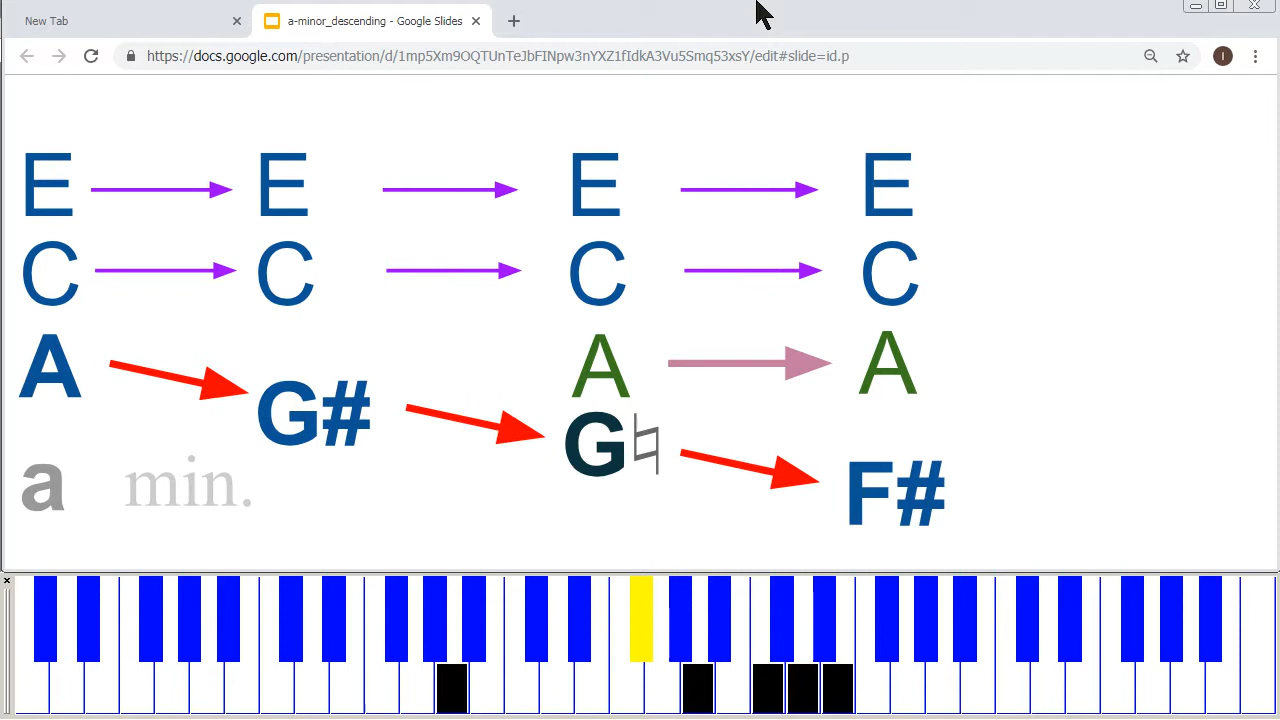 New Tab
a-minor_descending - Google Slides
https://docs.google.com/presentation/d/1mp5Xm9OQTUnTeJbFINpw3nYXZ1fIdkA3Vu5Smq53xsY/edit#slide=id.p
I
E E E E
C C C C
A A A
G# G♮
a min. F#